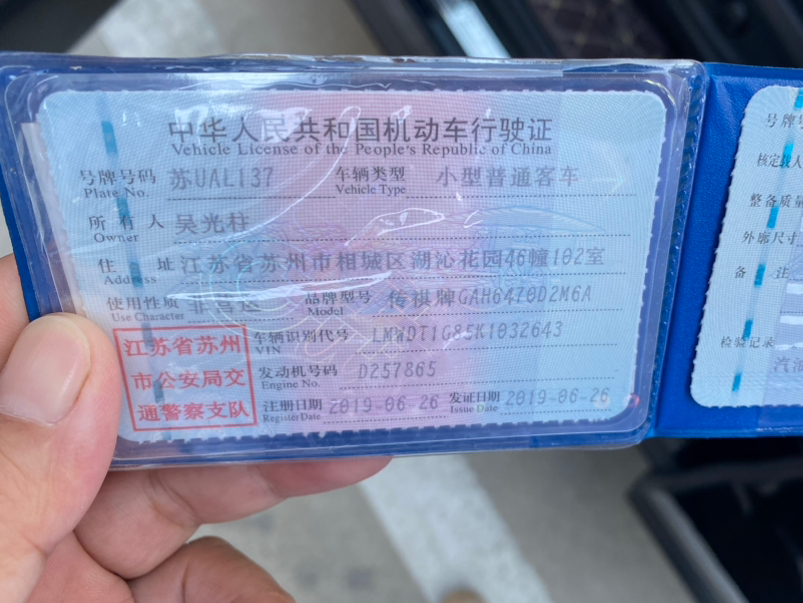 中华人民共和国机动车行驶证
Vehicle License of the People's Republic of China
号牌号码 苏UAL137 车辆类型 小型普通客车
Plate No. Vehicle Type
所有人 吴光柱
Owner
住址 江苏省苏州市相城区湖沁花园46幢102室
Address
使用性质 非营运 品牌型号 传祺牌GAH6470D2M6A
Use Character Model
车辆识别代号 LMWDT1G85K1032643
VIN
发动机号码 D257865
Engine No.
注册日期 2019-06-26 发证日期 2019-06-26
Register Date Issue Date
江苏省苏州
市公安局交
通警察支队
号牌
核定载人
整备质量
外廓尺寸
备注
检验记录
汽油